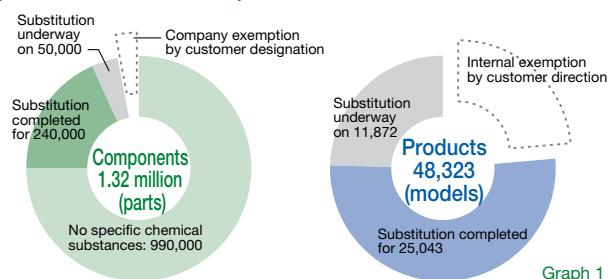 Substitution
underway
on 50,000
Company exemption
by customer designation
Substitution
completed
for 240,000
Components
1.32 million
(parts)
No specific chemical
substances: 990,000
Internal exemption
by customer direction
Substitution
underway
on 11,872
Products
48,323
(models)
Substitution completed
for 25,043
Graph 1